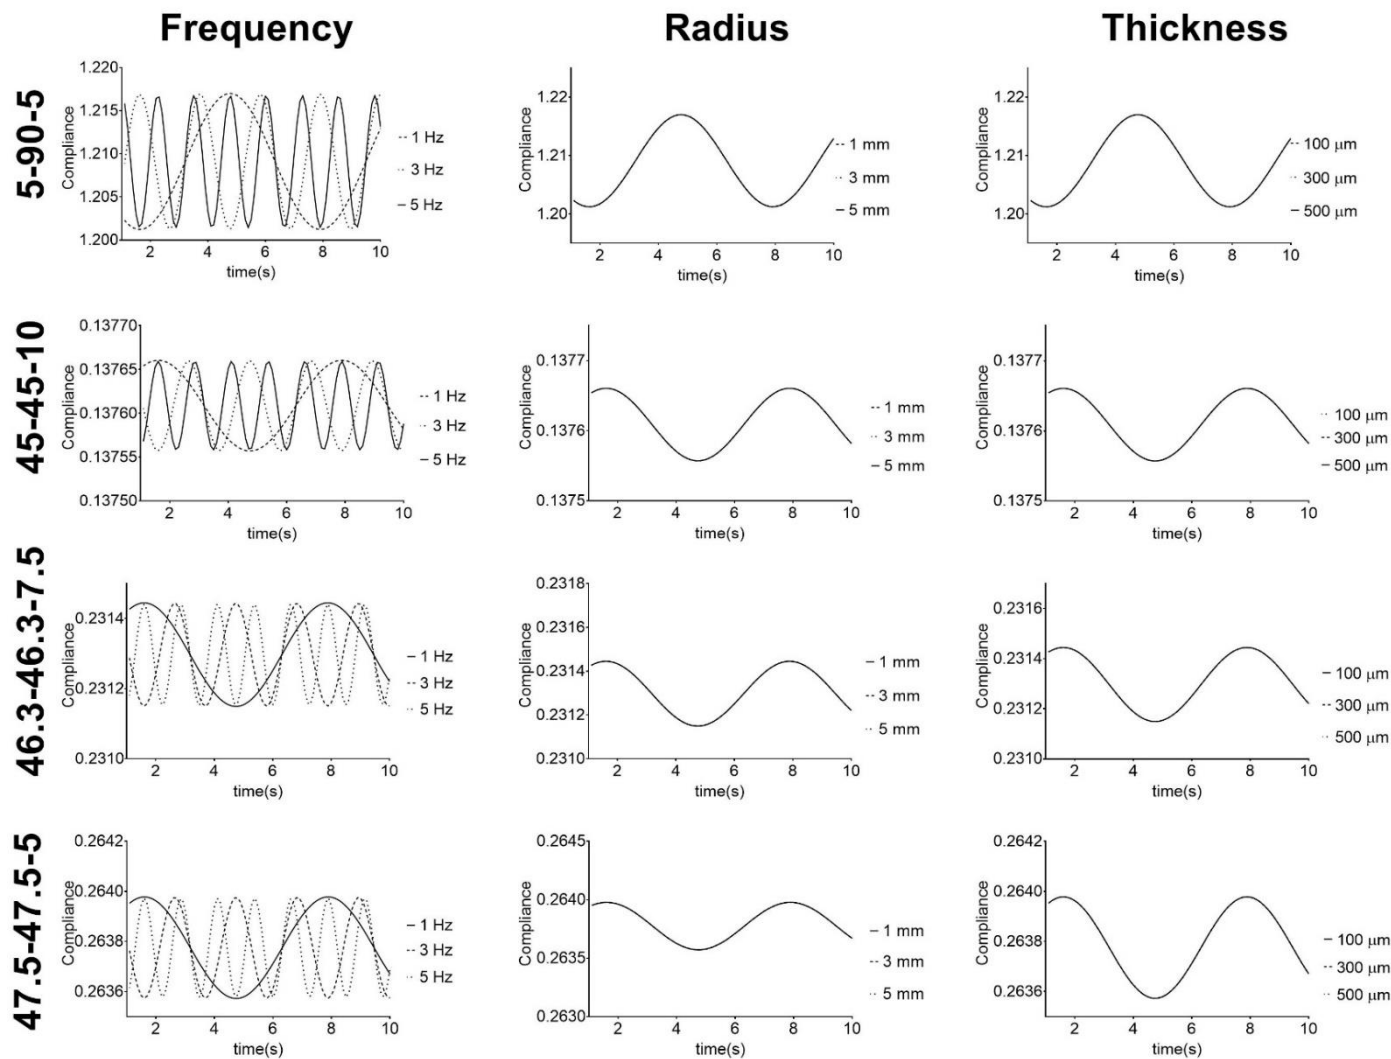 Frequency
Radius
Thickness
5-90-5
Compliance
1.220
1.215
1.210
1.205
1.200
2 4 6 8 10
time(s)
1 Hz
3 Hz
5 Hz
Compliance
1.22
1.21
1.20
2 4 6 8 10
time(s)
1 mm
3 mm
5 mm
Compliance
1.22
1.21
1.20
2 4 6 8 10
time(s)
100 µm
300 µm
500 µm
45-45-10
Compliance
0.13770
0.13765
0.13760
0.13755
0.13750
2 4 6 8 10
time(s)
1 Hz
3 Hz
5 Hz
Compliance
0.1377
0.1376
0.1375
2 4 6 8 10
time(s)
1 mm
3 mm
5 mm
Compliance
0.1377
0.1376
0.1375
2 4 6 8 10
time(s)
100 µm
300 µm
500 µm
46.3-46.3-7.5
Compliance
0.2314
0.2312
0.2310
2 4 6 8 10
time(s)
1 Hz
3 Hz
5 Hz
Compliance
0.2318
0.2316
0.2314
0.2312
0.2310
2 4 6 8 10
time(s)
1 mm
3 mm
5 mm
Compliance
0.2316
0.2314
0.2312
0.2310
2 4 6 8 10
time(s)
100 µm
300 µm
500 µm
47.5-47.5-5
Compliance
0.2642
0.2640
0.2638
0.2636
2 4 6 8 10
time(s)
1 Hz
3 Hz
5 Hz
Compliance
0.2645
0.2640
0.2635
0.2630
2 4 6 8 10
time(s)
1 mm
3 mm
5 mm
Compliance
0.2642
0.2640
0.2638
0.2636
2 4 6 8 10
time(s)
100 µm
300 µm
500 µm